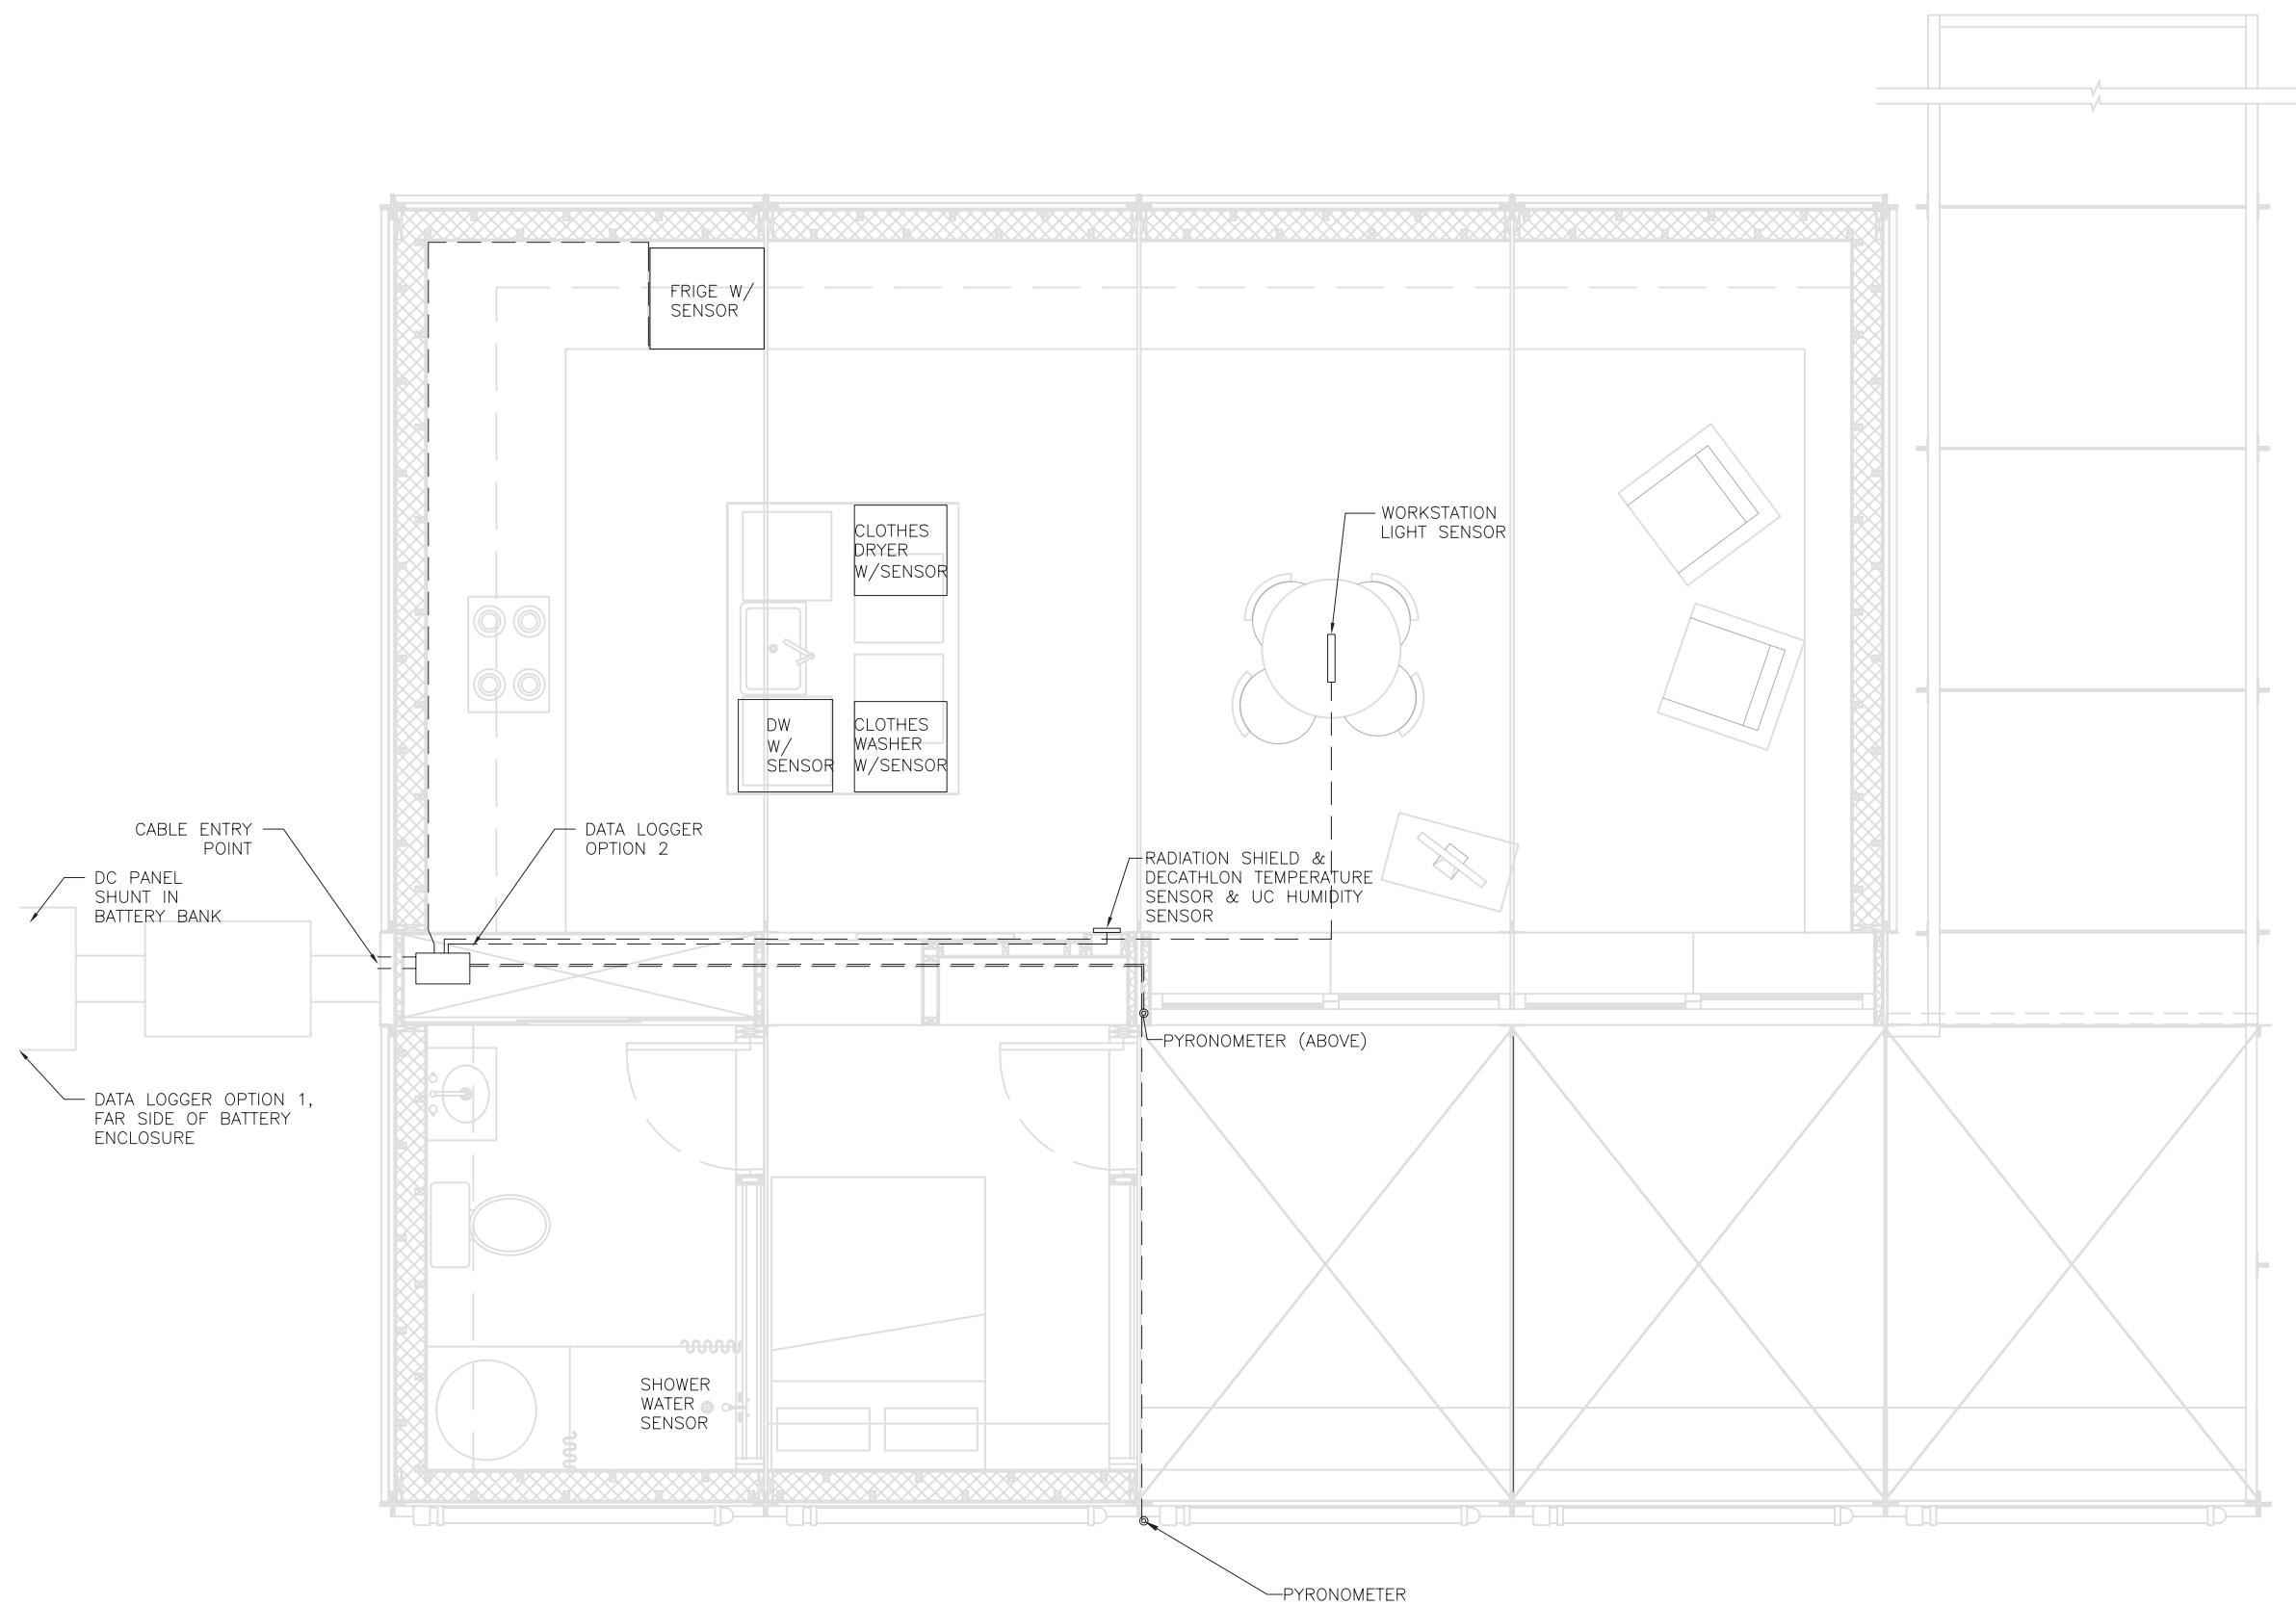 FRIGE W/
SENSOR
CLOTHES
DRYER
W/SENSOR
WORKSTATION
LIGHT SENSOR
DW
W/
SENSOR
CLOTHES
WASHER
W/SENSOR
CABLE ENTRY
POINT
DATA LOGGER
OPTION 2
RADIATION SHIELD &
DECATHLON TEMPERATURE
SENSOR & UC HUMIDITY
SENSOR
DC PANEL
SHUNT IN
BATTERY BANK
PYRONOMETER (ABOVE)
DATA LOGGER OPTION 1,
FAR SIDE OF BATTERY
ENCLOSURE
SHOWER
WATER
SENSOR
PYRONOMETER